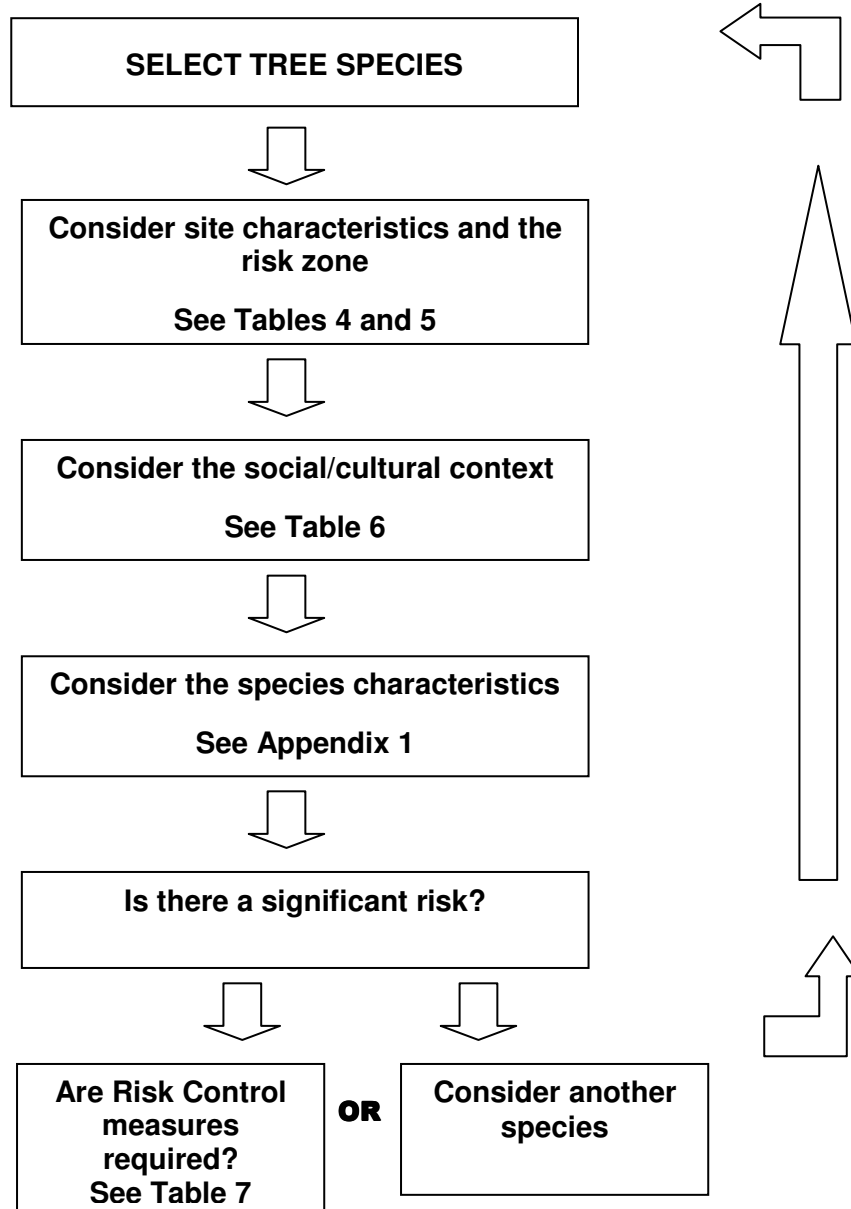 SELECT TREE SPECIES
Consider site characteristics and the
risk zone
See Tables 4 and 5
Consider the social/cultural context
See Table 6
Consider the species characteristics
See Appendix 1
Is there a significant risk?
Are Risk Control
measures
required?
See Table 7
OR
Consider another
species